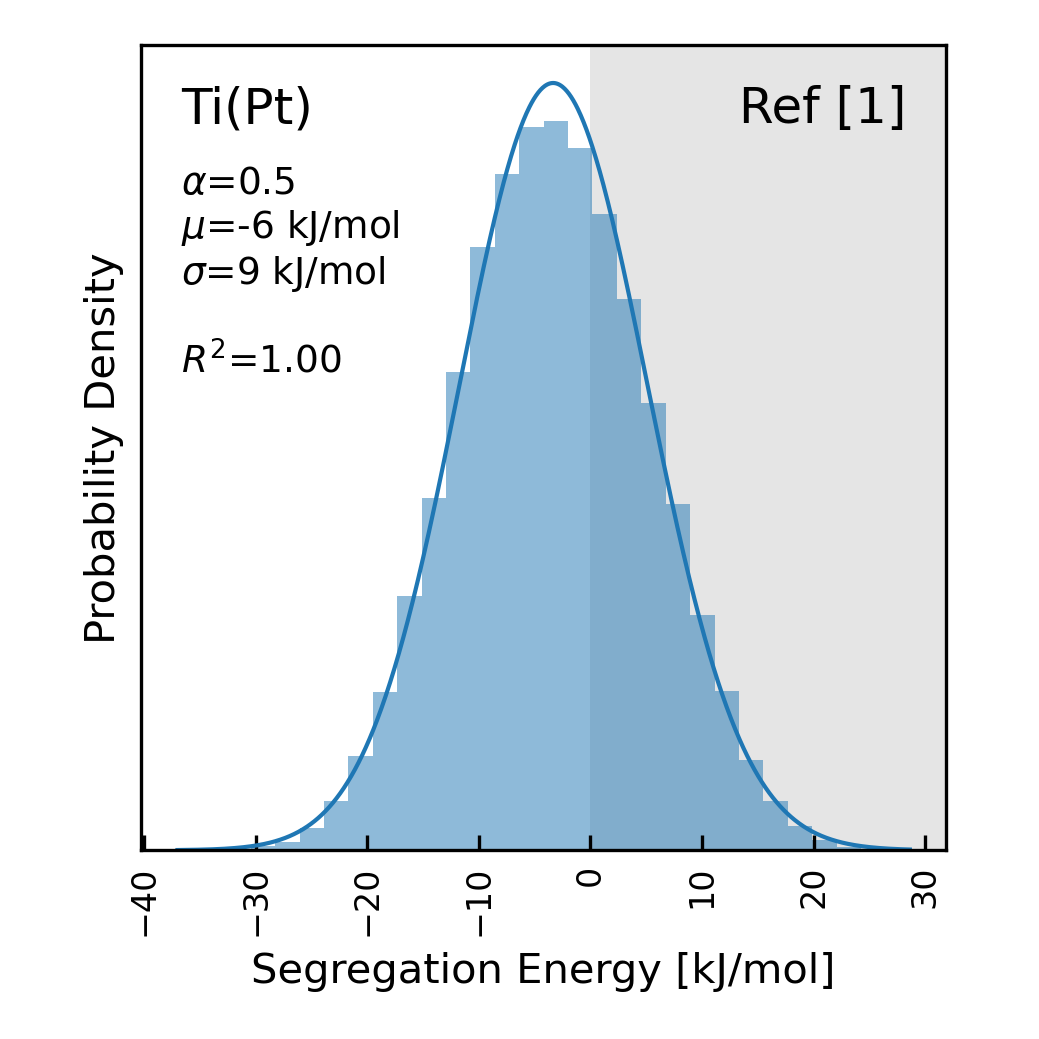 Ti(Pt)
Ref [1]
α=0.5
μ=-6 kJ/mol
σ=9 kJ/mol
R²=1.00
Probability Density
−40 −30 −20 −10 0 10 20 30
Segregation Energy [kJ/mol]